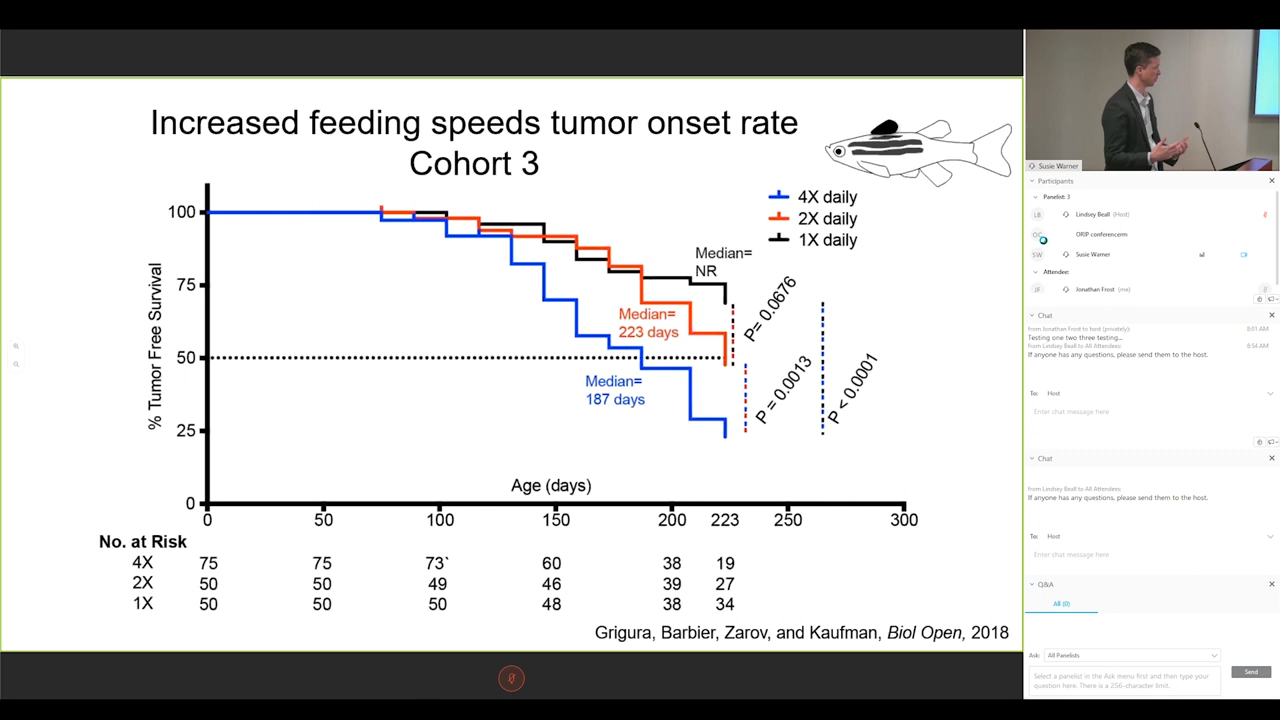 Increased feeding speeds tumor onset rate
Cohort 3
4X daily
2X daily
1X daily
% Tumor Free Survival
100
75
50
25
0
Median=
NR
Median=
223 days
Median=
187 days
P= 0.0676
P = 0.0013
P < 0.0001
Age (days)
0 50 100 150 200 223 250 300
No. at Risk
4X 75 75 73` 60 38 19
2X 50 50 49 46 39 27
1X 50 50 50 48 38 34
Grigura, Barbier, Zarov, and Kaufman, Biol Open, 2018
Susie Warner
Participants
Panelist: 3
LB Lindsey Beall (Host)
OC ORIP conferencerm
SW Susie Warner
Attendee:
JF Jonathan Frost (me)
Chat
from Jonathan Frost to host (privately): 8:01 AM
Testing one two three testing...
from Lindsey Beall to All Attendees: 8:54 AM
If anyone has any questions, please send them to the host.
To: Host
Enter chat message here
Chat
from Lindsey Beall to All Attendees:
If anyone has any questions, please send them to the host.
To: Host
Enter chat message here
Q&A
All (0)
Ask: All Panelists
Select a panelist in the Ask menu first and then type your
question here. There is a 256-character limit.
Send